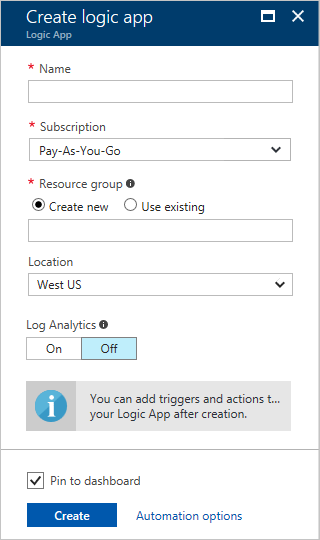 Create logic app
Logic App
* Name
* Subscription
Pay-As-You-Go
* Resource group
Create new Use existing
Location
West US
Log Analytics
On Off
You can add triggers and actions t...
your Logic App after creation.
Pin to dashboard
Create Automation options